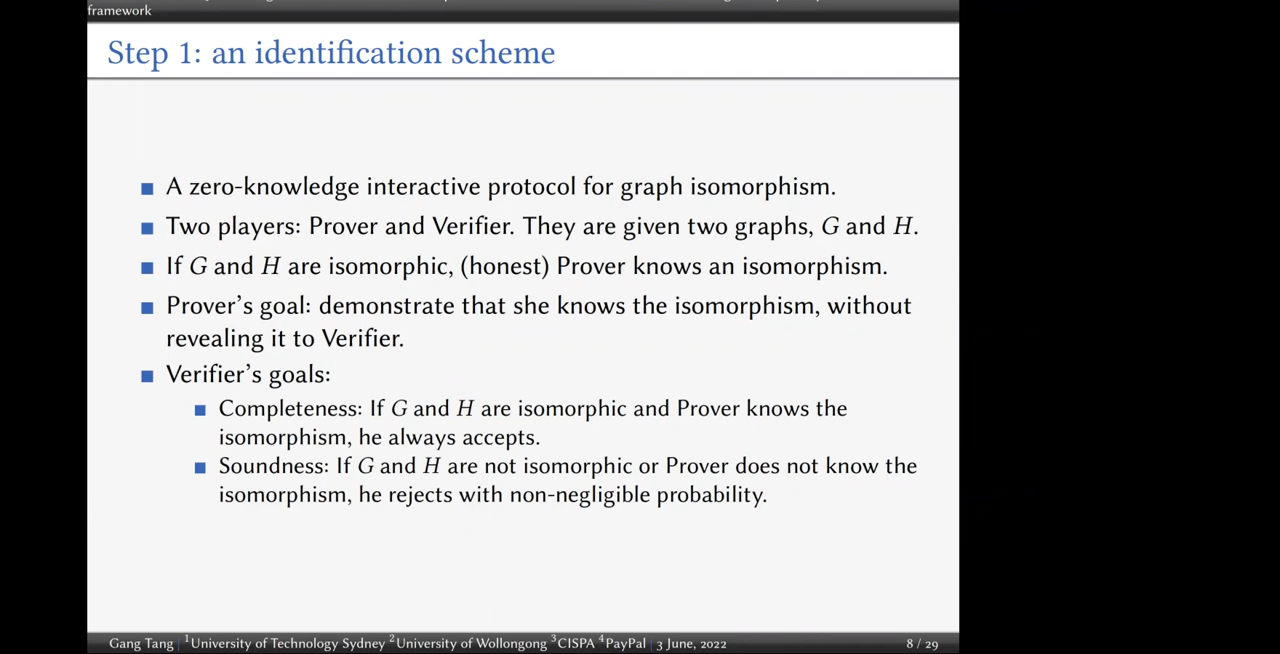 framework
Step 1: an identification scheme
A zero-knowledge interactive protocol for graph isomorphism.
Two players: Prover and Verifier. They are given two graphs, G and H.
If G and H are isomorphic, (honest) Prover knows an isomorphism.
Prover's goal: demonstrate that she knows the isomorphism, without
revealing it to Verifier.
Verifier's goals:
Completeness: If G and H are isomorphic and Prover knows the
isomorphism, he always accepts.
Soundness: If G and H are not isomorphic or Prover does not know the
isomorphism, he rejects with non-negligible probability.
Gang Tang | ¹University of Technology Sydney ²University of Wollongong ³CISPA ⁴PayPal | 3 June, 2022 8 / 29